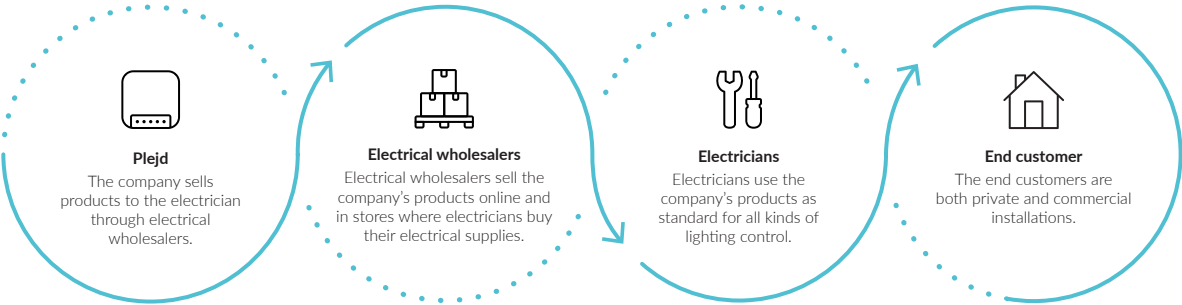 Plejd
The company sells
products to the electrician
through electrical
wholesalers.
Electrical wholesalers
Electrical wholesalers sell the
company's products online and
in stores where electricians buy
their electrical supplies.
Electricians
Electricians use the
company's products as
standard for all kinds of
lighting control.
End customer
The end customers are
both private and commercial
installations.